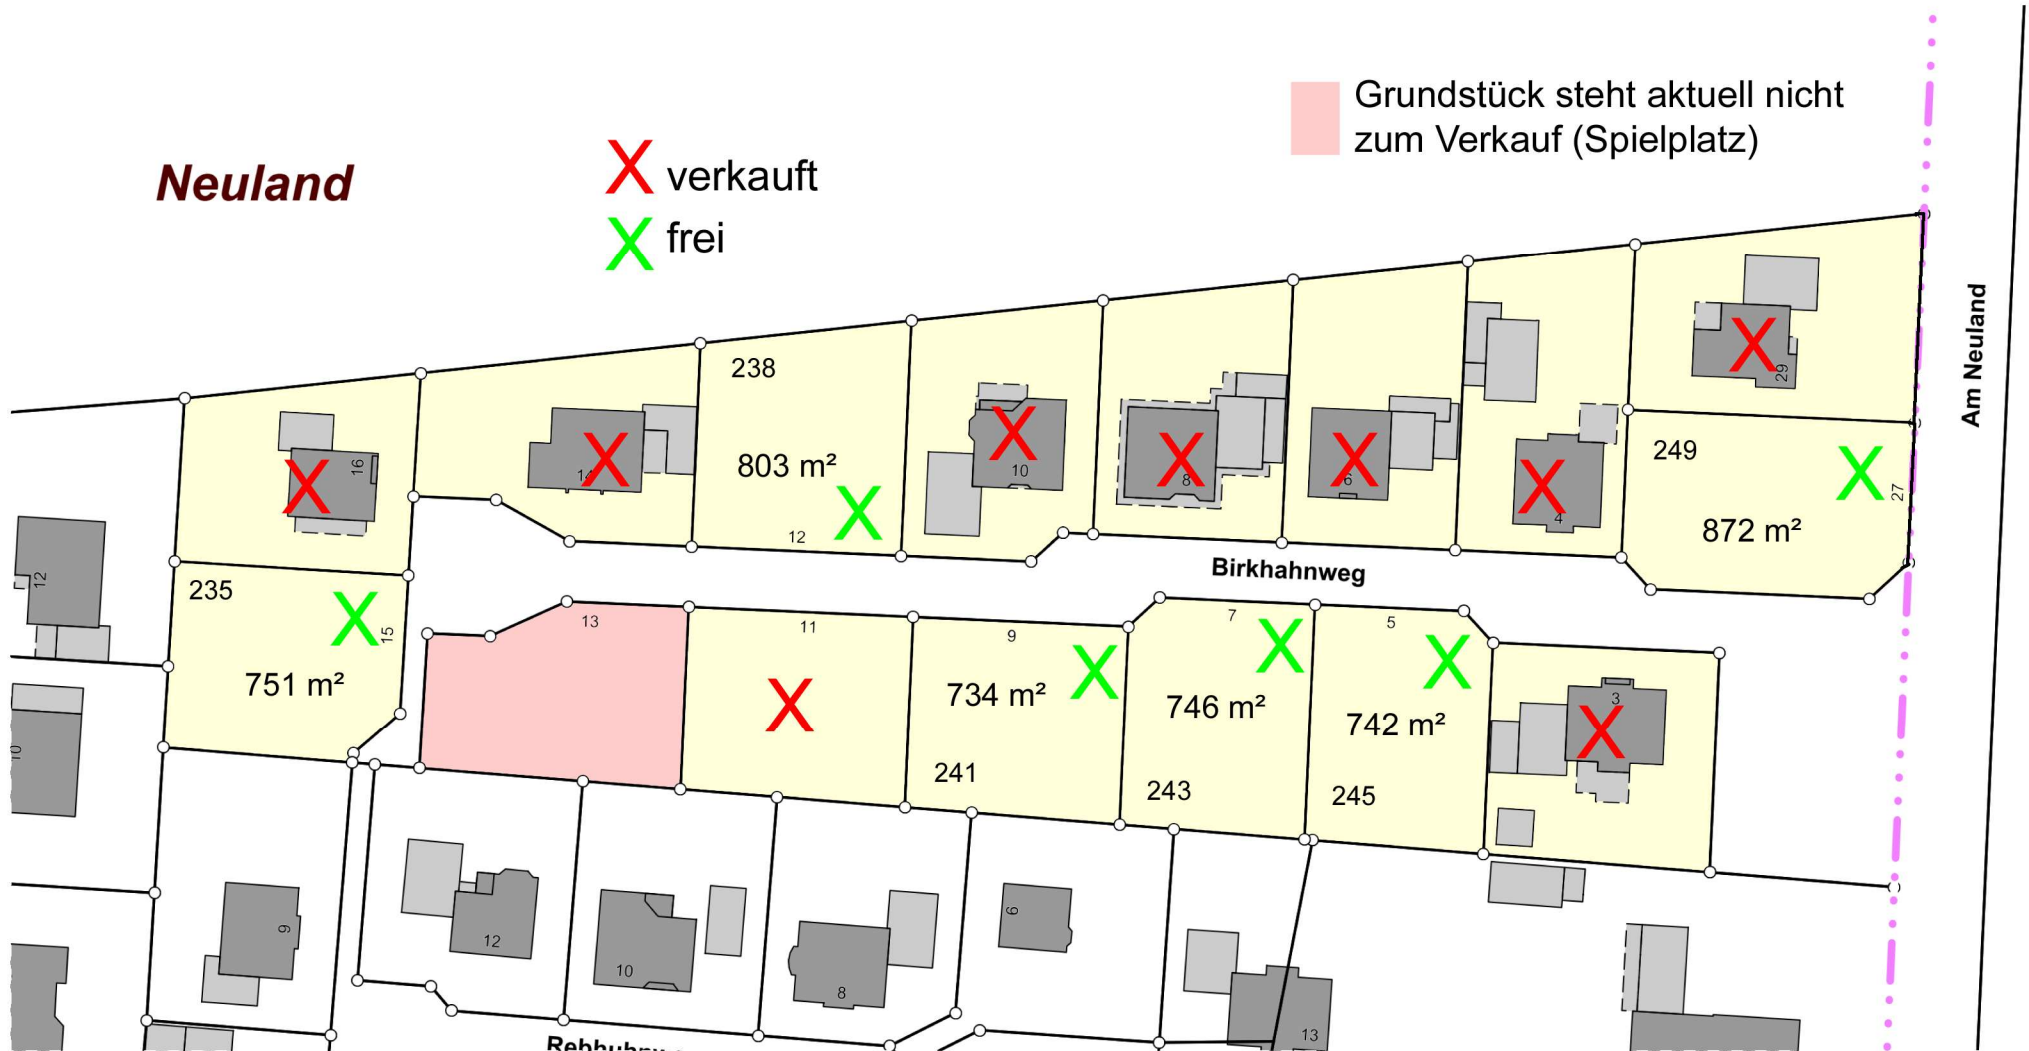 Grundstück steht aktuell nicht
zum Verkauf (Spielplatz)
Neuland
X verkauft
X frei
Am Neuland
238
803 m²
12
16
14
10
8
6
4
29
249
872 m²
27
Birkhahnweg
235
15
751 m²
13
11
9
734 m²
241
7
746 m²
243
5
742 m²
245
3
12
10
9
12
10
8
6
13
Rebhuhnw